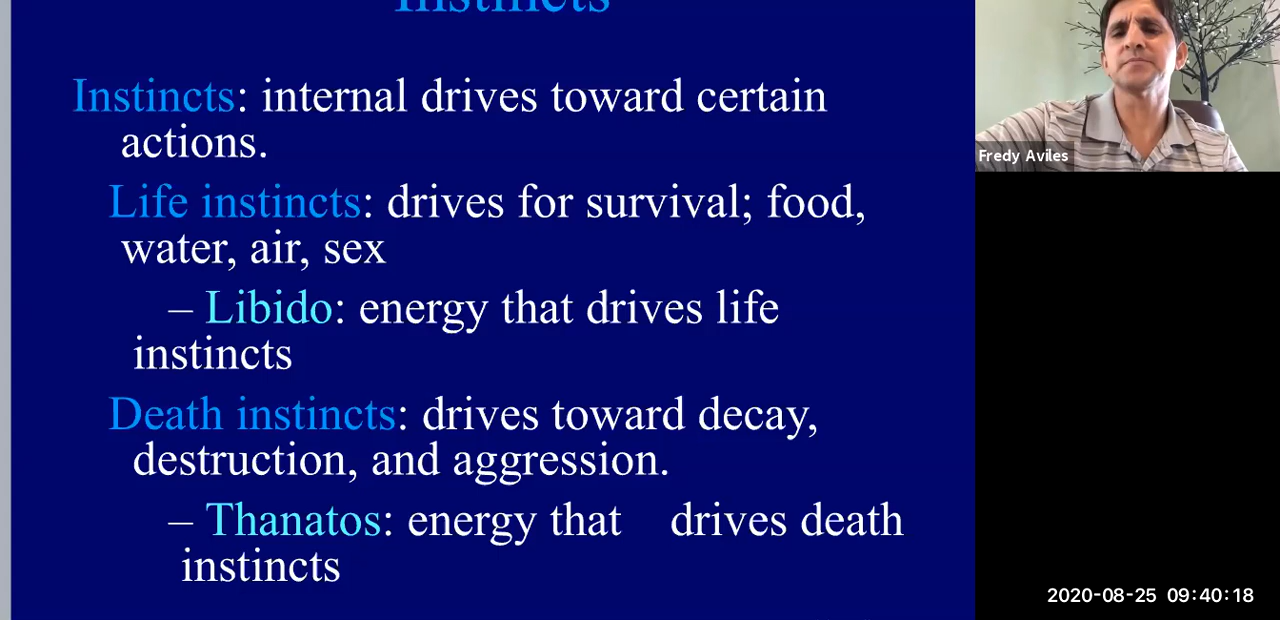 Instincts
Instincts: internal drives toward certain
actions.
Life instincts: drives for survival; food,
water, air, sex
– Libido: energy that drives life
instincts
Death instincts: drives toward decay,
destruction, and aggression.
– Thanatos: energy that drives death
instincts
Fredy Aviles
2020-08-25 09:40:18